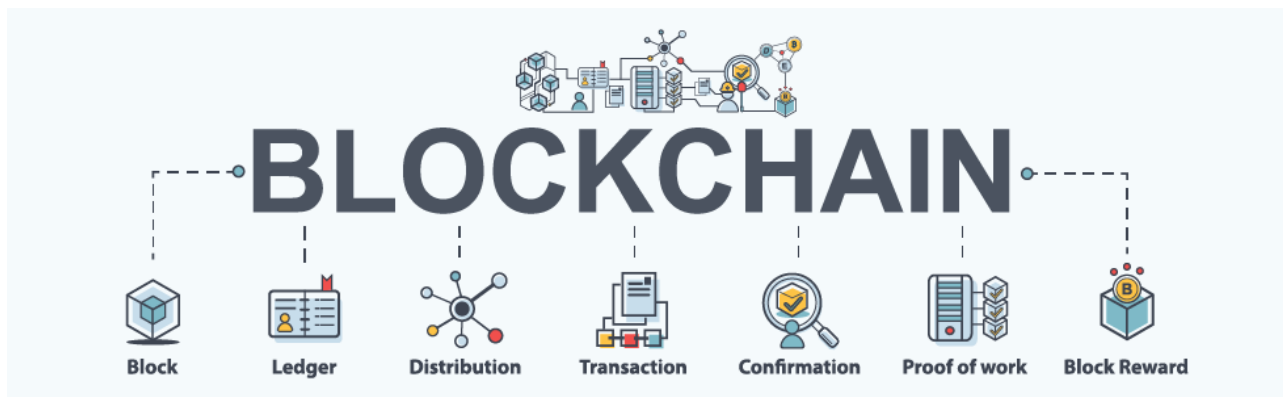 BLOCKCHAIN
Block
Ledger
Distribution
Transaction
Confirmation
Proof of work
Block Reward